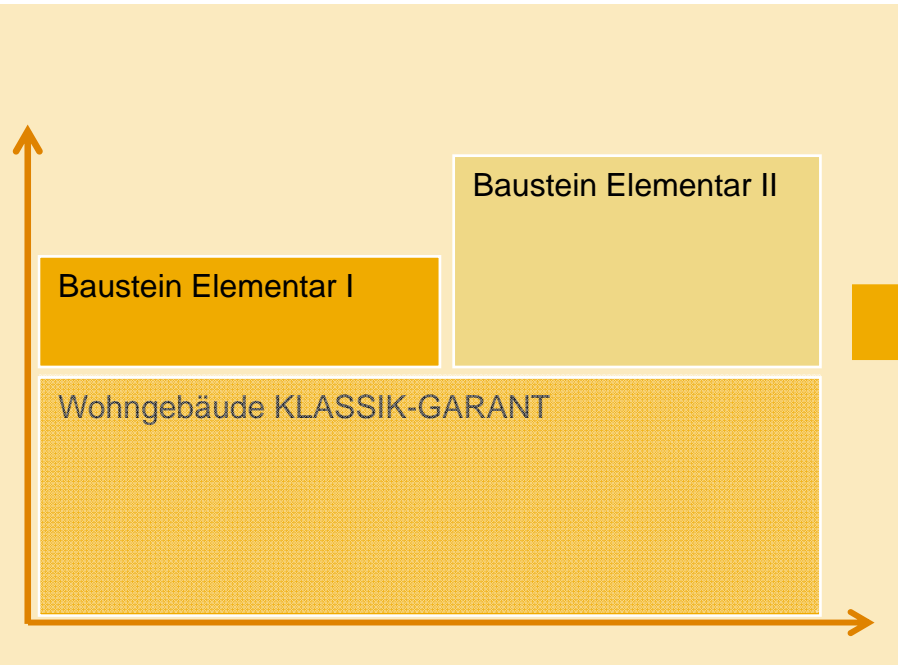 Baustein Elementar II
Baustein Elementar I
Wohngebäude KLASSIK-GARANT